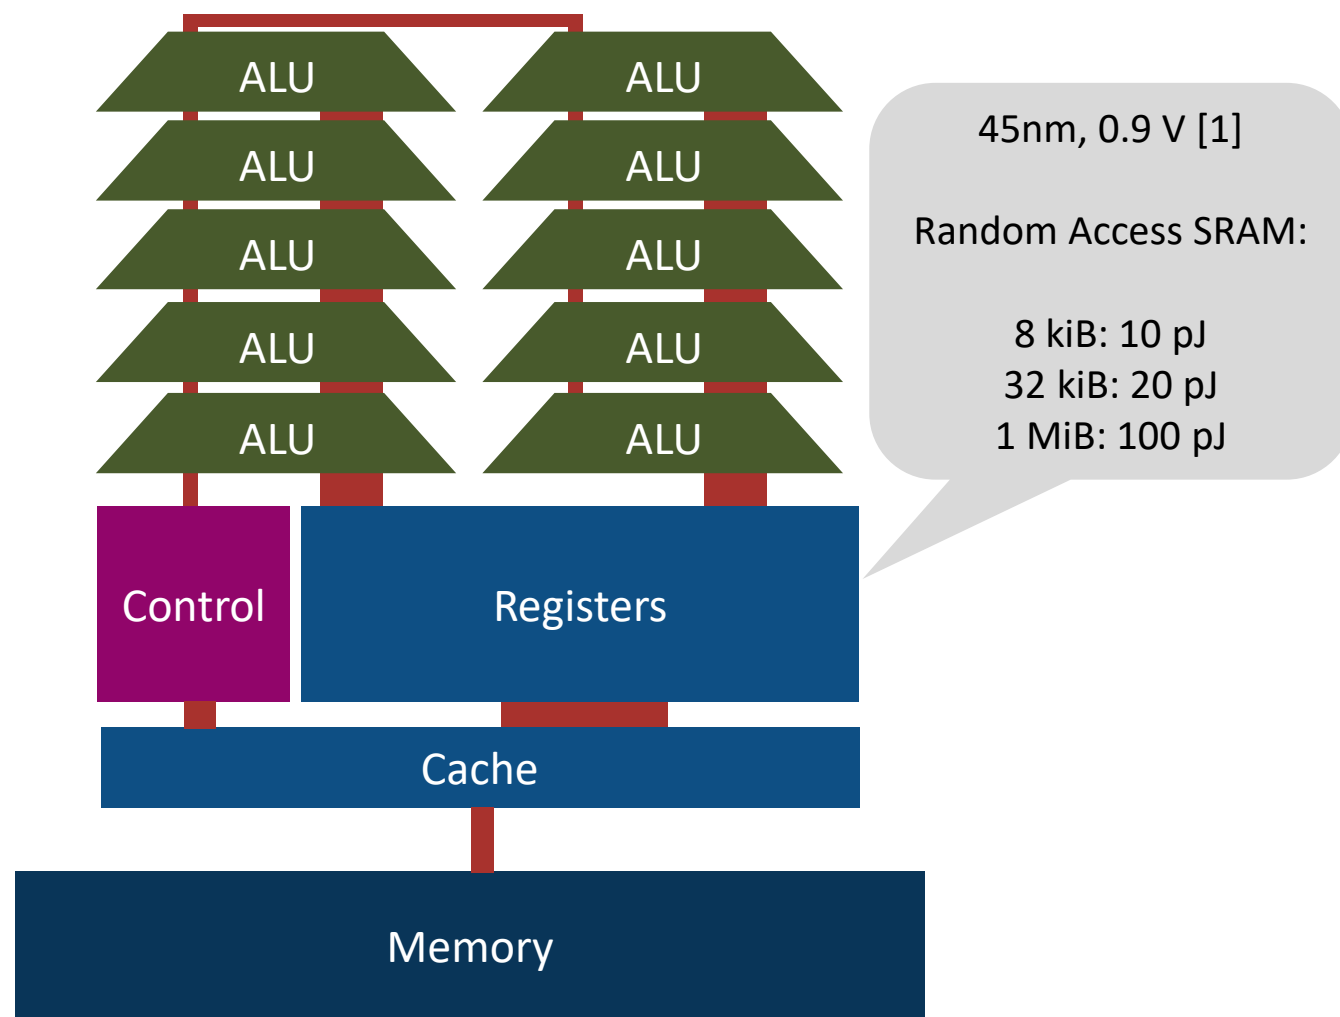 ALU
ALU
ALU
ALU
ALU
ALU
ALU
ALU
ALU
ALU
45nm, 0.9 V [1]
Random Access SRAM:
8 kiB: 10 pJ
32 kiB: 20 pJ
1 MiB: 100 pJ
Control
Registers
Cache
Memory